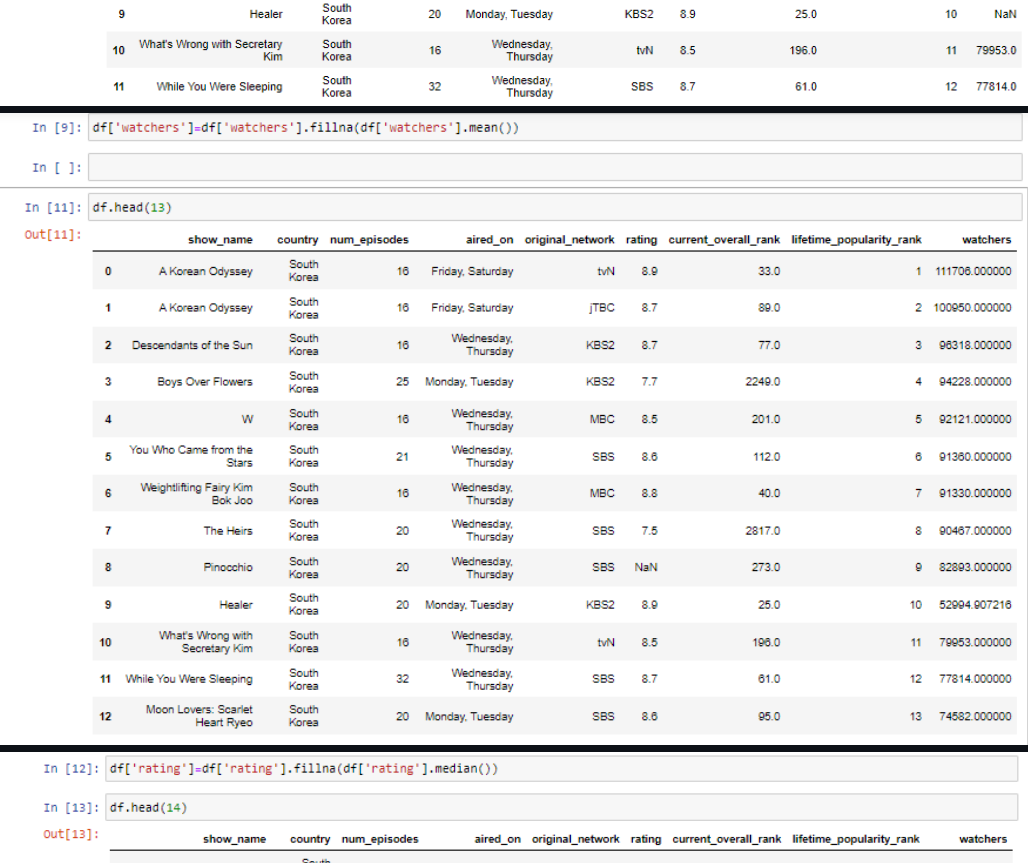 9 Healer South Korea 20 Monday, Tuesday KBS2 8.9 25.0 10 NaN
10 What's Wrong with Secretary Kim South Korea 16 Wednesday, Thursday tvN 8.5 196.0 11 79953.0
11 While You Were Sleeping South Korea 32 Wednesday, Thursday SBS 8.7 61.0 12 77814.0
In [9]: df['watchers']=df['watchers'].fillna(df['watchers'].mean())
In [ ]:
In [11]: df.head(13)
Out[11]:
show_name country num_episodes aired_on original_network rating current_overall_rank lifetime_popularity_rank watchers
0 A Korean Odyssey South Korea 16 Friday, Saturday tvN 8.9 33.0 1 111706.000000
1 A Korean Odyssey South Korea 16 Friday, Saturday jTBC 8.7 89.0 2 100950.000000
2 Descendants of the Sun South Korea 16 Wednesday, Thursday KBS2 8.7 77.0 3 96318.000000
3 Boys Over Flowers South Korea 25 Monday, Tuesday KBS2 7.7 2249.0 4 94228.000000
4 W South Korea 16 Wednesday, Thursday MBC 8.5 201.0 5 92121.000000
5 You Who Came from the Stars South Korea 21 Wednesday, Thursday SBS 8.6 112.0 6 91360.000000
6 Weightlifting Fairy Kim Bok Joo South Korea 16 Wednesday, Thursday MBC 8.8 40.0 7 91330.000000
7 The Heirs South Korea 20 Wednesday, Thursday SBS 7.5 2817.0 8 90467.000000
8 Pinocchio South Korea 20 Wednesday, Thursday SBS NaN 273.0 9 82893.000000
9 Healer South Korea 20 Monday, Tuesday KBS2 8.9 25.0 10 52994.907216
10 What's Wrong with Secretary Kim South Korea 16 Wednesday, Thursday tvN 8.5 196.0 11 79953.000000
11 While You Were Sleeping South Korea 32 Wednesday, Thursday SBS 8.7 61.0 12 77814.000000
12 Moon Lovers: Scarlet Heart Ryeo South Korea 20 Monday, Tuesday SBS 8.6 95.0 13 74582.000000
In [12]: df['rating']=df['rating'].fillna(df['rating'].median())
In [13]: df.head(14)
Out[13]:
show_name country num_episodes aired_on original_network rating current_overall_rank lifetime_popularity_rank watchers